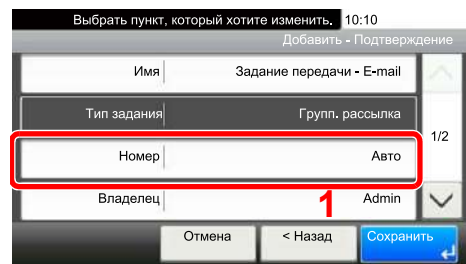 Выбрать пункт, который хотите изменить. 10:10
Добавить - Подтверждение
Имя Задание передачи - E-mail
Тип задания Групп. рассылка
1/2
Номер Авто
Владелец Admin
1
Отмена < Назад Сохранить